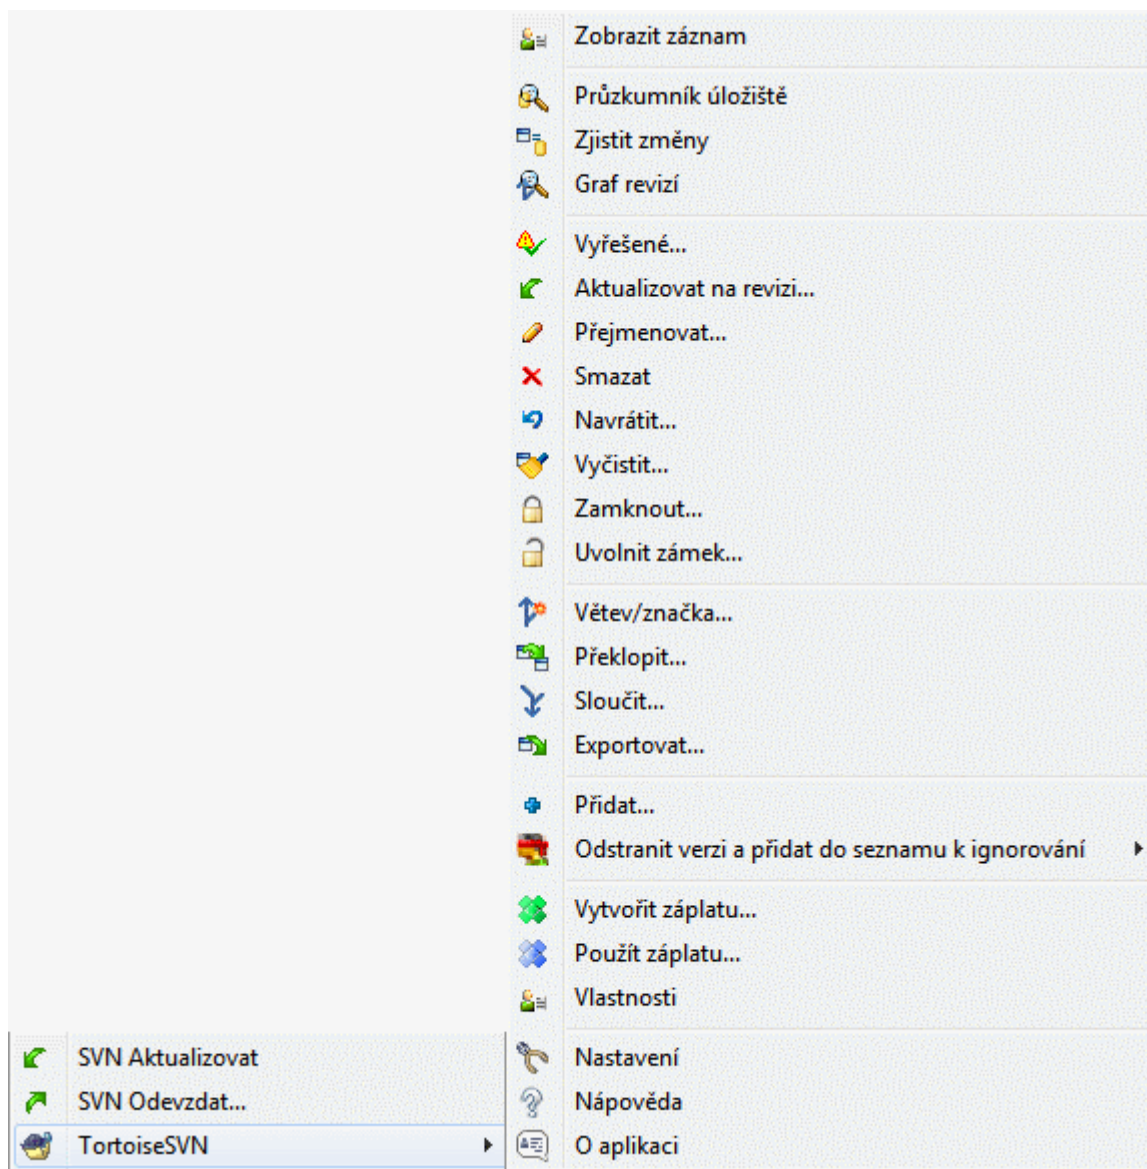 Zobrazit záznam
Průzkumník úložiště
Zjistit změny
Graf revizí
Vyřešené...
Aktualizovat na revizi...
Přejmenovat...
Smazat
Navrátit...
Vyčistit...
Zamknout...
Uvolnit zámek...
Větev/značka...
Překlopit...
Sloučit...
Exportovat...
Přidat...
Odstranit verzi a přidat do seznamu k ignorování
Vytvořit záplatu...
Použít záplatu...
Vlastnosti
SVN Aktualizovat
SVN Odevzdat...
TortoiseSVN
Nastavení
Nápověda
O aplikaci